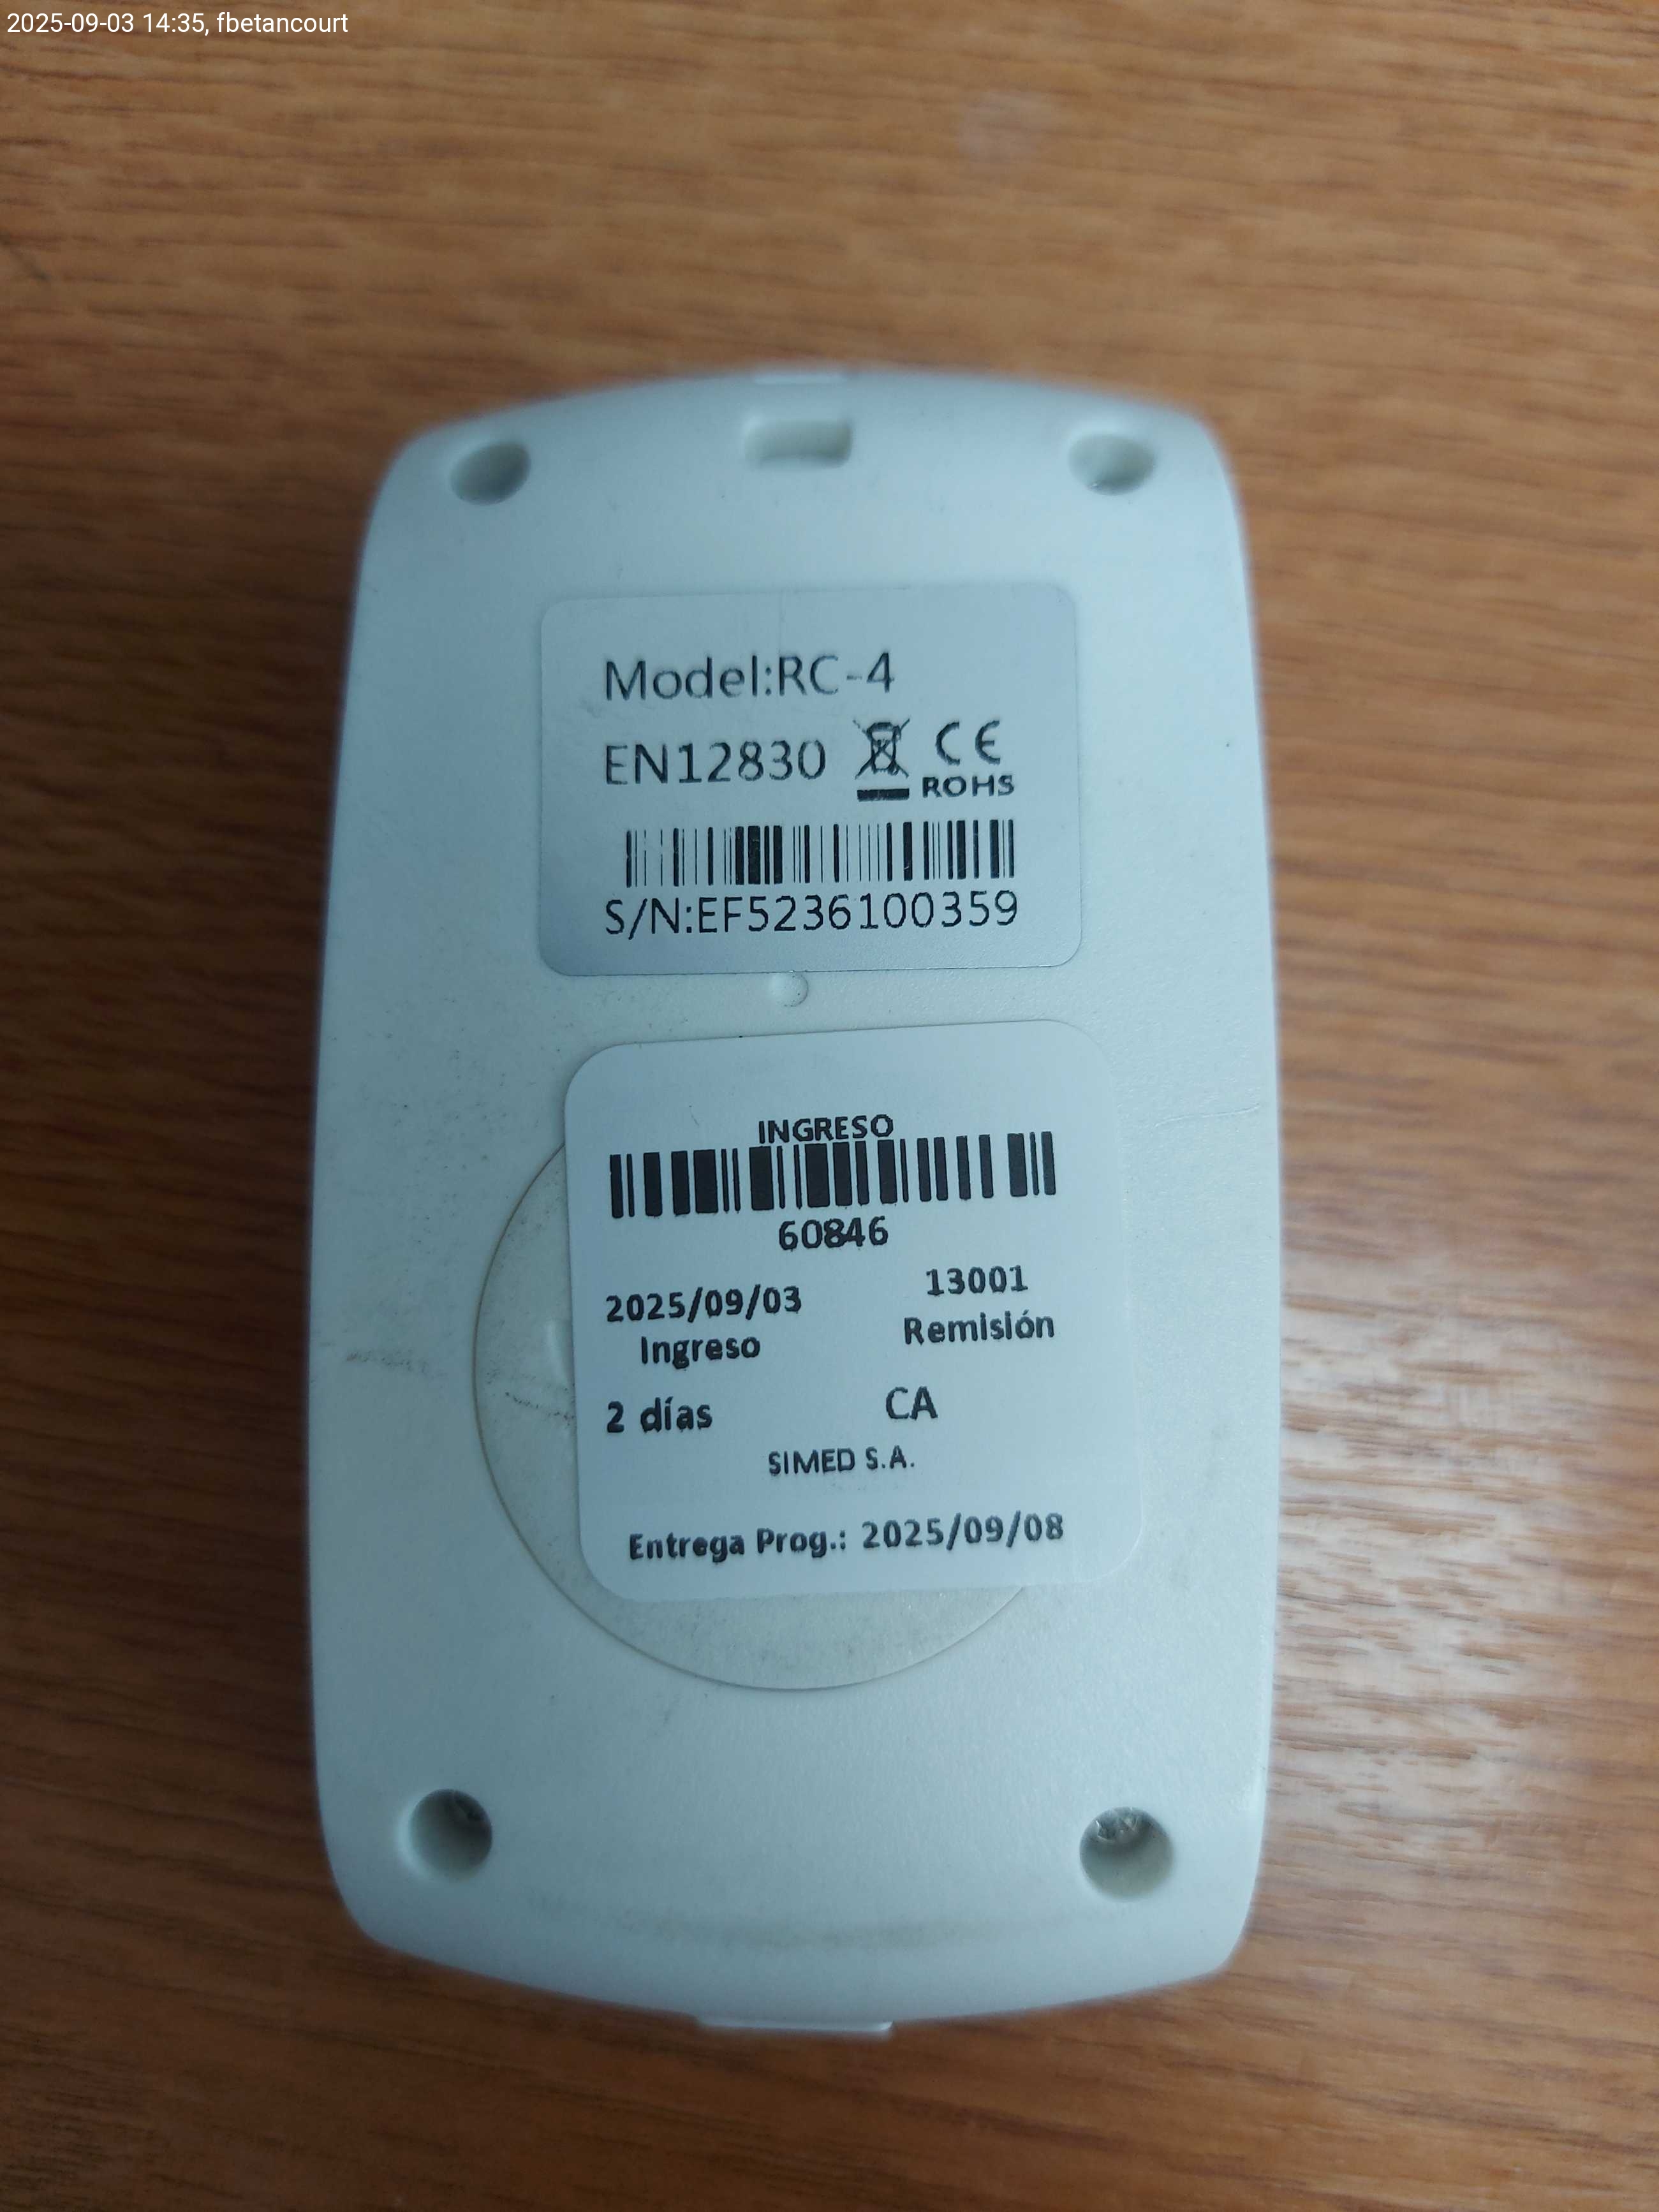 2025-09-03 14:35, fbetancourt
Model:RC-4
EN12830 CE
ROHS
S/N:EF5236100359
INGRESO
60846
2025/09/03 13001
Ingreso Remisión
2 días CA
SIMED S.A.
Entrega Prog.: 2025/09/08